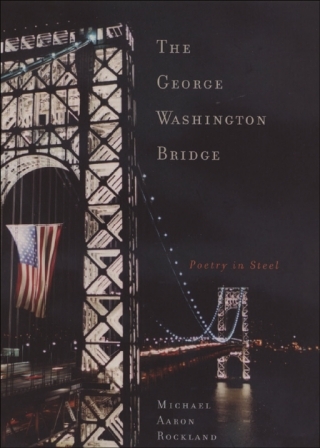 The
George
Washington
Bridge
Poetry in Steel
Michael
Aaron
Rockland